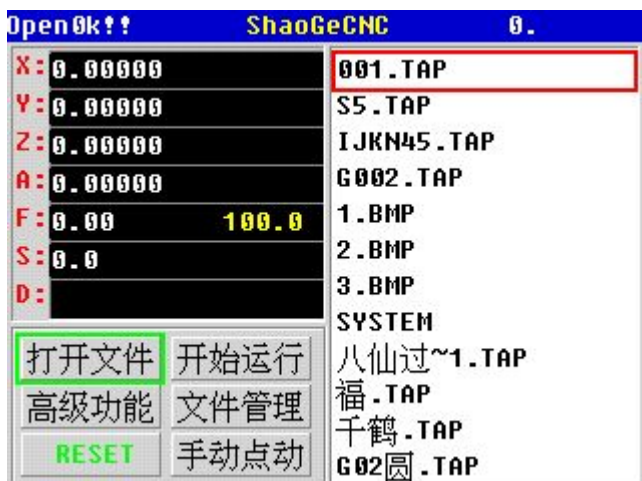 Open0k!! ShaoGeCNC 0.
X:0.00000
Y:0.00000
Z:0.00000
A:0.00000
F:0.00 100.0
S:0.0
D:
打开文件 开始运行
高级功能 文件管理
RESET 手动点动
001.TAP
S5.TAP
IJKN45.TAP
G002.TAP
1.BMP
2.BMP
3.BMP
SYSTEM
八仙过~1.TAP
福.TAP
千鹤.TAP
G02圆.TAP